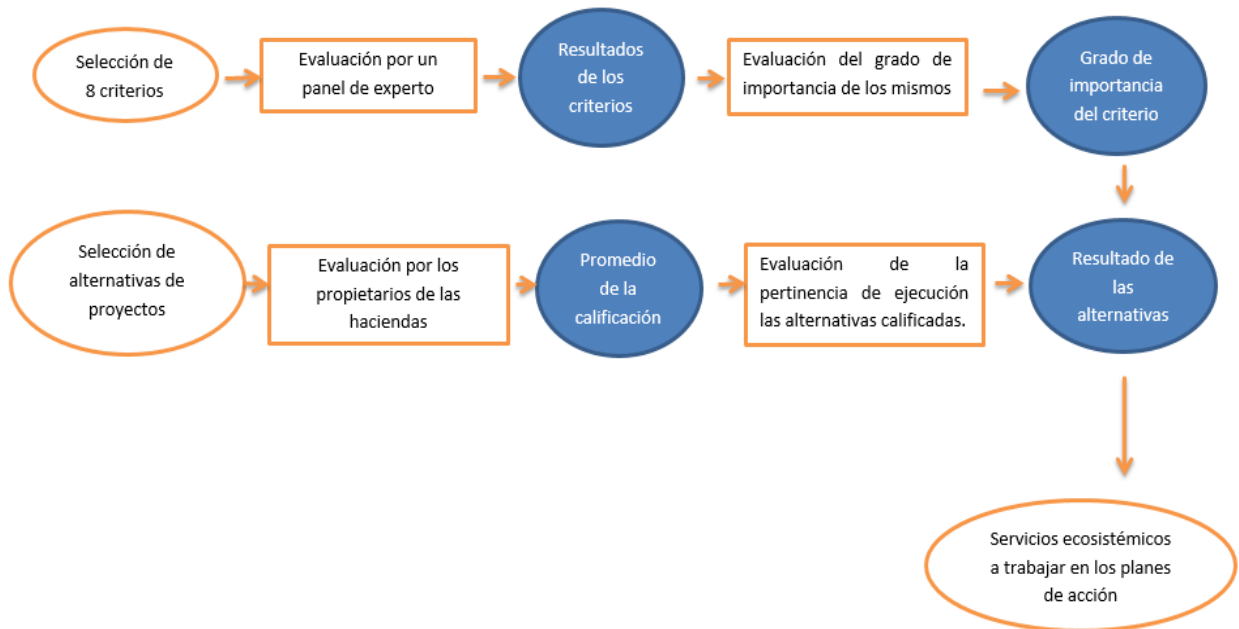 Selección de
8 criterios
Evaluación por un
panel de experto
Resultados
de los
criterios
Evaluación del grado de
importancia de los mismos
Grado de
importancia
del criterio
Selección de
alternativas de
proyectos
Evaluación por los
propietarios de las
haciendas
Promedio
de la
calificación
Evaluación de la
pertinencia de ejecución
las alternativas calificadas.
Resultado de
las
alternativas
Servicios ecosistémicos
a trabajar en los planes
de acción